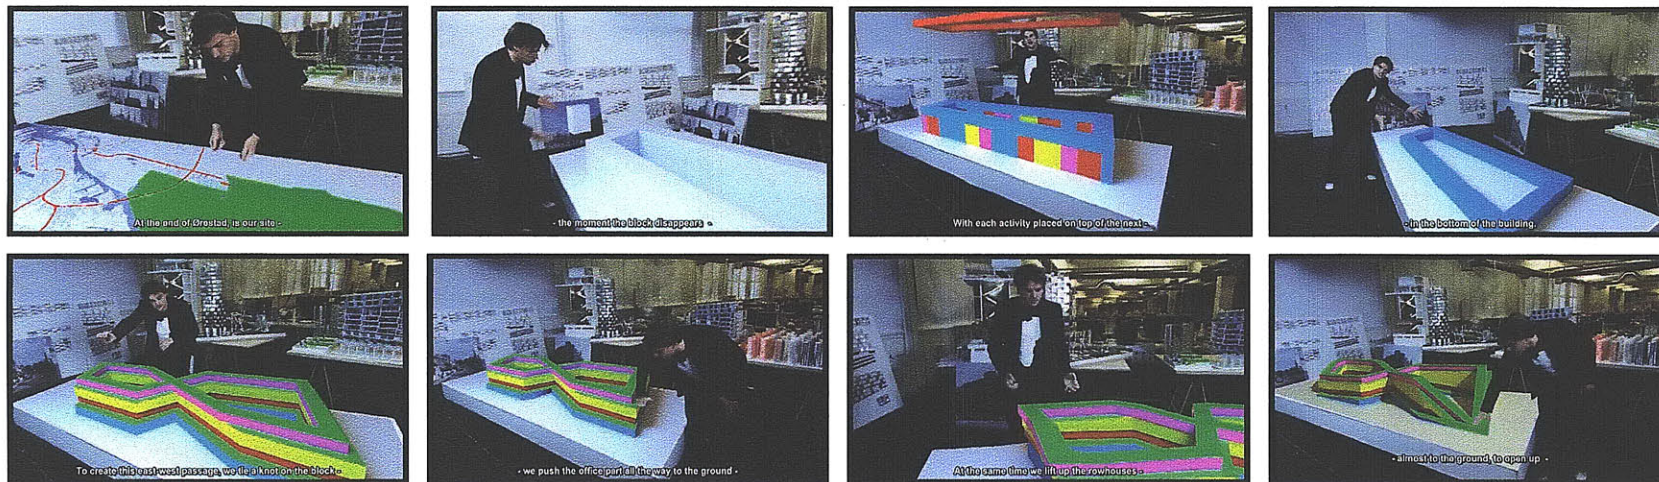 At the end of Ørestad, is our site -
- the moment the block disappears -
With each activity placed on top of the next -
- in the bottom of the building.
To create this east-west passage, we tie a knot on the block -
- we push the office part all the way to the ground -
At the same time we lift up the rowhouses -
- almost to the ground, to open up -